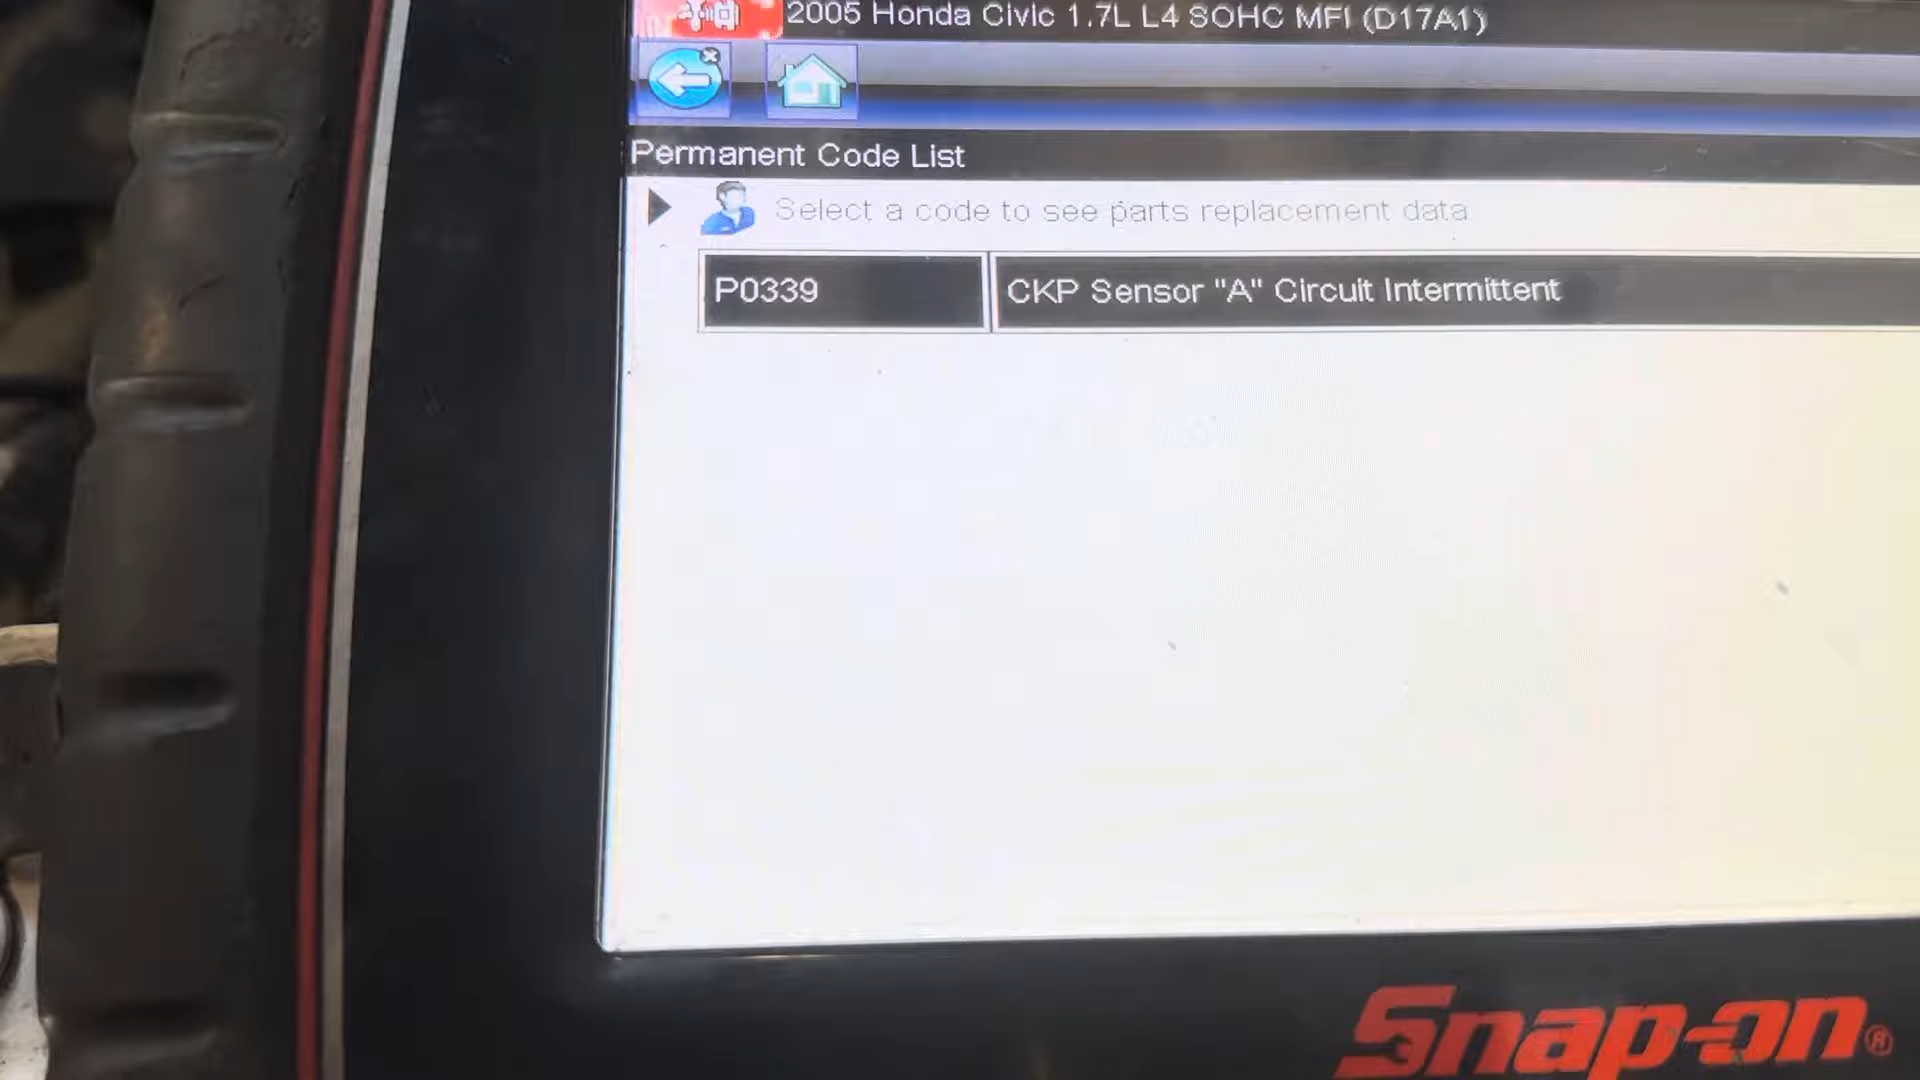 2005 Honda Civic 1.7L L4 SOHC MFI (D17A1)
Permanent Code List
Select a code to see parts replacement data
P0339 CKP Sensor "A" Circuit Intermittent
Snap-on®